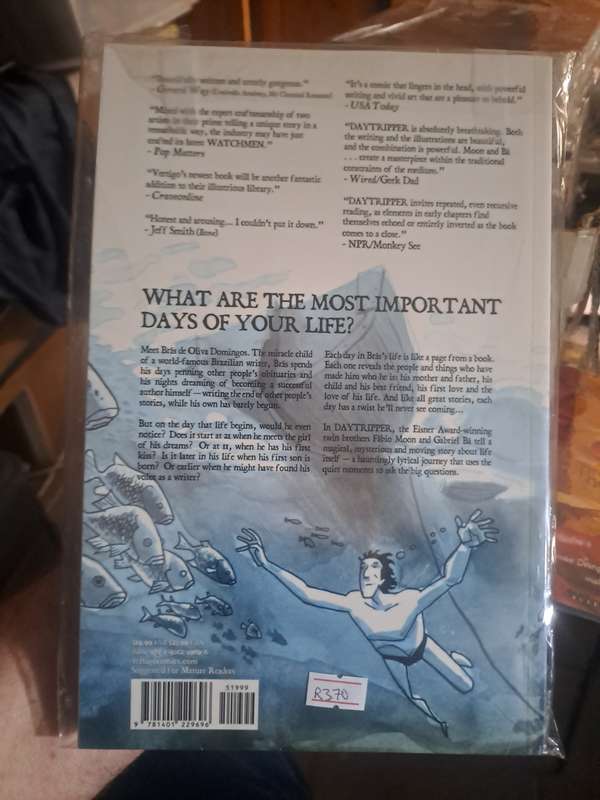 "Beautifully written and utterly gorgeous."
- Gerard Way
"Moon with the expert craftsmanship of two
artists in their prime telling a unique story in a
remarkable way, the industry may have just
crafted its latest WATCHMEN."
- Pop Matters
"Vertigo's newest book will be another fantastic
addition to their illustrious library."
- Craveonline
"Honest and arousing... I couldn't put it down."
- Jeff Smith (Bone)
"It's a comic that lingers in the head, with powerful
writing and vivid art that are a pleasure to behold."
- USA Today
"DAYTRIPPER is absolutely breathtaking. Both
the writing and the illustrations are beautiful,
and the combination is powerful. Moon and Bá
. . . create a masterpiece within the traditional
constraints of the medium."
- Wired/Geek Dad
"DAYTRIPPER invites repeated, even recursive
reading, as elements in early chapters find
themselves echoed or entirely inverted as the book
comes to a close."
- NPR/Monkey See
WHAT ARE THE MOST IMPORTANT
DAYS OF YOUR LIFE?
Meet Brás de Oliva Domingos. The miracle child
of a world-famous Brazilian writer, Brás spends
his days penning other people's obituaries and
his nights dreaming of becoming a successful
author himself — writing the end of other people's
stories, while his own has barely begun.
But on the day that life begins, would he even
notice? Does it start at 21 when he meets the girl
of his dreams? Or at 11, when he has his first
kiss? Is it later in his life when his first son is
born? Or earlier when he might have found his
voice as a writer?
Each day in Brás's life is like a page from a book.
Each one reveals the people and things who have
made him who he is: his mother and father, his
child and his best friend, his first love and the
love of his life. And like all great stories, each
day has a twist he'll never see coming...
In DAYTRIPPER, the Eisner Award-winning
twin brothers Fábio Moon and Gabriel Bá tell a
magical, mysterious and moving story about life
itself — a hauntingly lyrical journey that uses the
quiet moments to ask the big questions.
vertigocomics.com
Suggested For Mature Readers
51999
9 781401 229696
R370